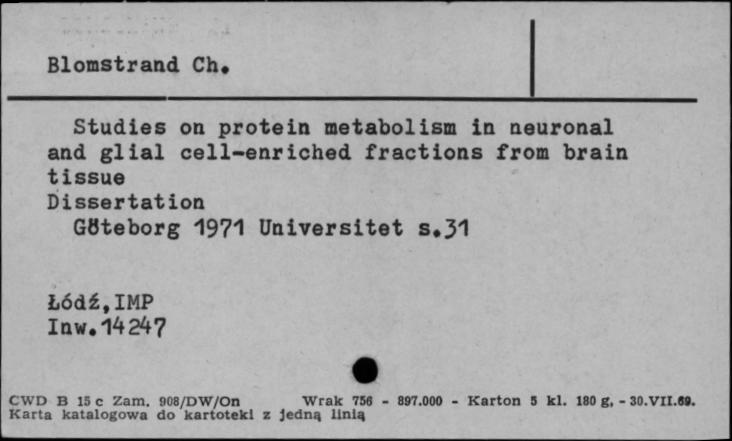 Blomstrand Ch.
Studies on protein metabolism in neuronal
and glial cell-enriched fractions from brain
tissue
Dissertation
Göteborg 1971 Universitet s.31
Łódź,IMP
Inw.14247
CWD B 15 c Zam. 908/DW/On Wrak 756 - 897.000 - Karton 5 kl. 180 g. - 30.VII.69.
Karta katalogowa do kartoteki z jedną linią